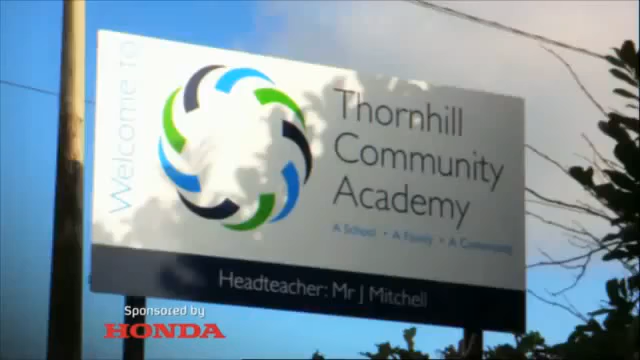 Welcome to
Thornhill
Community
Academy
A School • A Family • A Community
Headteacher: Mr J Mitchell
Sponsored by
HONDA